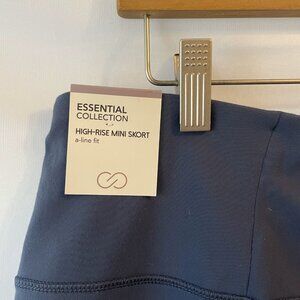 ESSENTIAL
COLLECTION
HIGH-RISE MINI SKORT
a-line fit